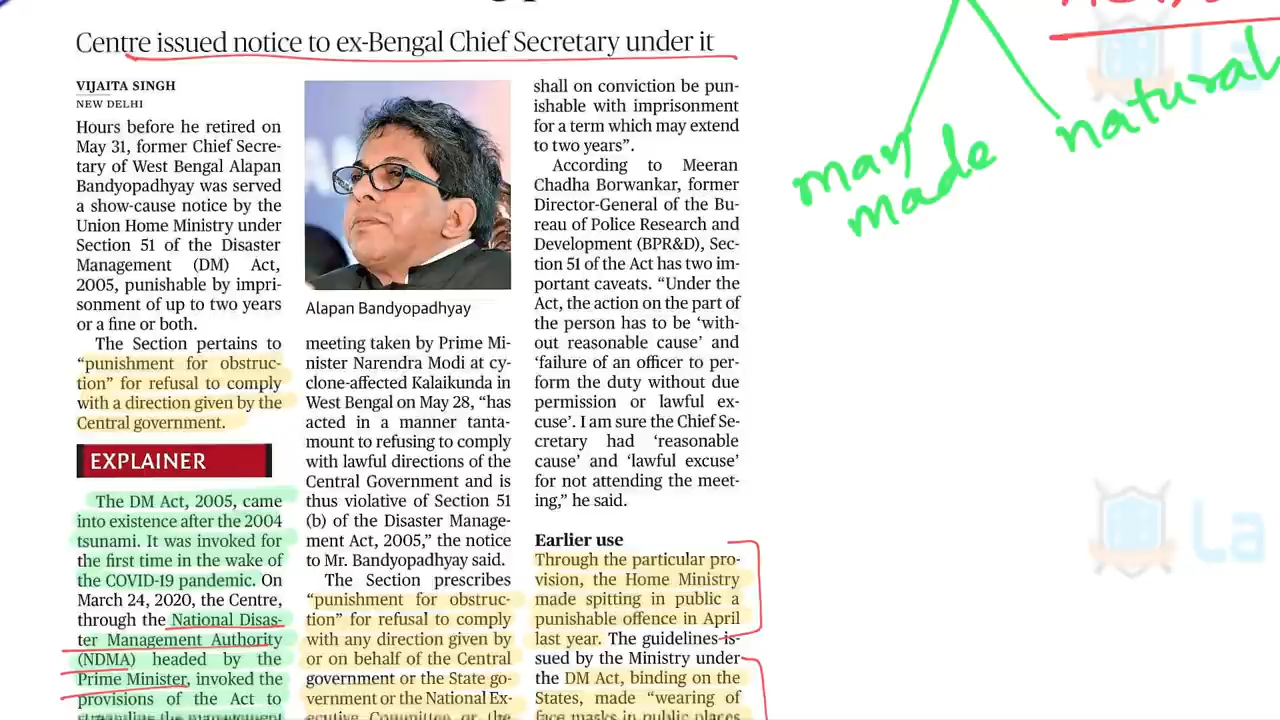 Centre issued notice to ex-Bengal Chief Secretary under it
VIJAITA SINGH
NEW DELHI
Hours before he retired on
May 31, former Chief Secre-
tary of West Bengal Alapan
Bandyopadhyay was served
a show-cause notice by the
Union Home Ministry under
Section 51 of the Disaster
Management (DM) Act,
2005, punishable by impri-
sonment of up to two years
or a fine or both.
The Section pertains to
“punishment for obstruc-
tion” for refusal to comply
with a direction given by the
Central government.
EXPLAINER
The DM Act, 2005, came
into existence after the 2004
tsunami. It was invoked for
the first time in the wake of
the COVID-19 pandemic. On
March 24, 2020, the Centre,
through the National Disas-
ter Management Authority
(NDMA) headed by the
Prime Minister, invoked the
provisions of the Act to
streamline the management
Alapan Bandyopadhyay
meeting taken by Prime Mi-
nister Narendra Modi at cy-
clone-affected Kalaikunda in
West Bengal on May 28, “has
acted in a manner tanta-
mount to refusing to comply
with lawful directions of the
Central Government and is
thus violative of Section 51
(b) of the Disaster Manage-
ment Act, 2005,” the notice
to Mr. Bandyopadhyay said.
The Section prescribes
“punishment for obstruc-
tion” for refusal to comply
with any direction given by
or on behalf of the Central
government or the State go-
vernment or the National Ex-
ecutive Committee or the
shall on conviction be pun-
ishable with imprisonment
for a term which may extend
to two years”.
According to Meeran
Chadha Borwankar, former
Director-General of the Bu-
reau of Police Research and
Development (BPR&D), Sec-
tion 51 of the Act has two im-
portant caveats. “Under the
Act, the action on the part of
the person has to be ‘with-
out reasonable cause’ and
‘failure of an officer to per-
form the duty without due
permission or lawful ex-
cuse’. I am sure the Chief Se-
cretary had ‘reasonable
cause’ and ‘lawful excuse’
for not attending the meet-
ing,” he said.
Earlier use
Through the particular pro-
vision, the Home Ministry
made spitting in public a
punishable offence in April
last year. The guidelines is-
sued by the Ministry under
the DM Act, binding on the
States, made “wearing of
face masks in public places
man
made
natural
La
La